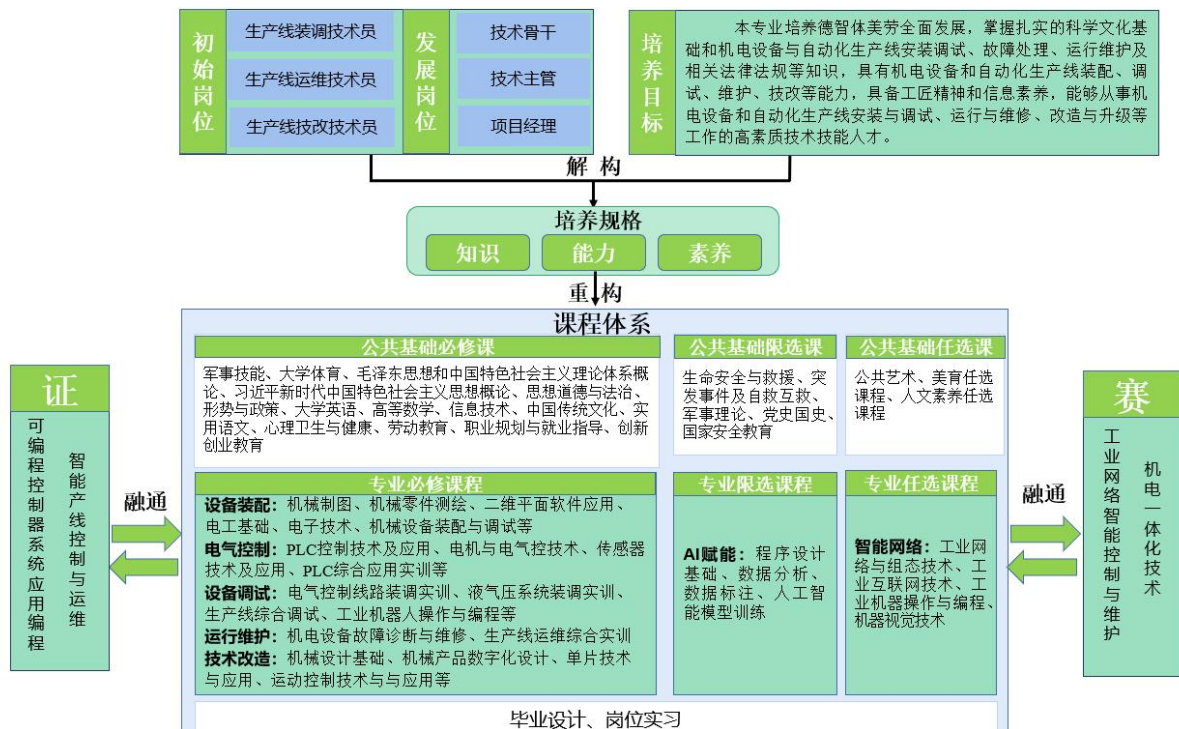 初始岗位
生产线装调技术员
生产线运维技术员
生产线技改技术员
发展岗位
技术骨干
技术主管
项目经理
培养目标
本专业培养德智体美劳全面发展，掌握扎实的科学文化基
础和机电设备与自动化生产线安装调试、故障处理、运行维护及
相关法律法规等知识，具有机电设备和自动化生产线装配、调
试、维护、技改等能力，具备工匠精神和信息素养，能够从事机
电设备和自动化生产线安装与调试、运行与维修、改造与升级等
工作的高素质技术技能人才。
解 构
培养规格
知识
能力
素养
重 构
课程体系
公共基础必修课
军事技能、大学体育、毛泽东思想和中国特色社会主义理论体系概
论、习近平新时代中国特色社会主义思想概论、思想道德与法治、
形势与政策、大学英语、高等数学、信息技术、中国传统文化、实
用语文、心理卫生与健康、劳动教育、职业规划与就业指导、创新
创业教育
公共基础限选课
生命安全与救援、突
发事件及自救互救、
军事理论、党史国史、
国家安全教育
公共基础任选课
公共艺术、美育任选
课程、人文素养任选
课程
专业必修课程
设备装配：机械制图、机械零件测绘、二维平面软件应用、
电工基础、电子技术、机械设备装配与调试等
电气控制：PLC控制技术及应用、电机与电气控技术、传感器
技术及应用、PLC综合应用实训等
设备调试：电气控制线路装调实训、液气压系统装调实训、
生产线综合调试、工业机器人操作与编程等
运行维护：机电设备故障诊断与维修、生产线运维综合实训
技术改造：机械设计基础、机械产品数字化设计、单片技术
与应用、运动控制技术与与应用等
专业限选课程
AI赋能：程序设计
基础、数据分析、
数据标注、人工智
能模型训练
专业任选课程
智能网络：工业网
络与组态技术、工
业互联网技术、工
业机器操作与编程、
机器视觉技术
毕业设计、岗位实习
证
可编程控制器系统应用编程
智能产线控制与运维
融通
融通
赛
工业网络智能控制与维护
机电一体化技术